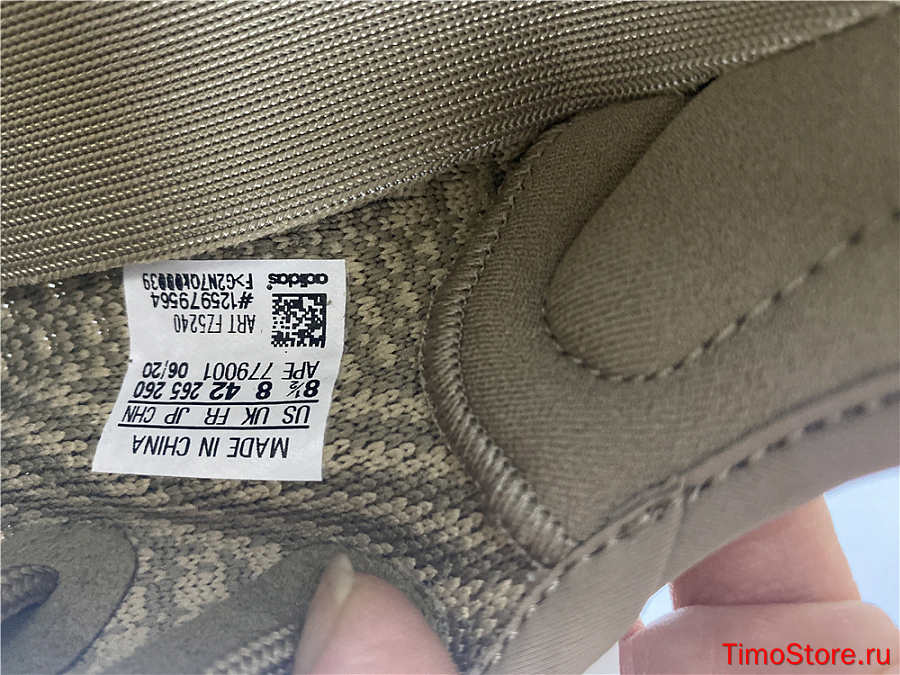 MADE IN CHINA
US UK FR JP CHN
8½ 8 42 265 260
APE 779001 06/20
ART FZ5240
#125979564
adidas
TimoStore.ru